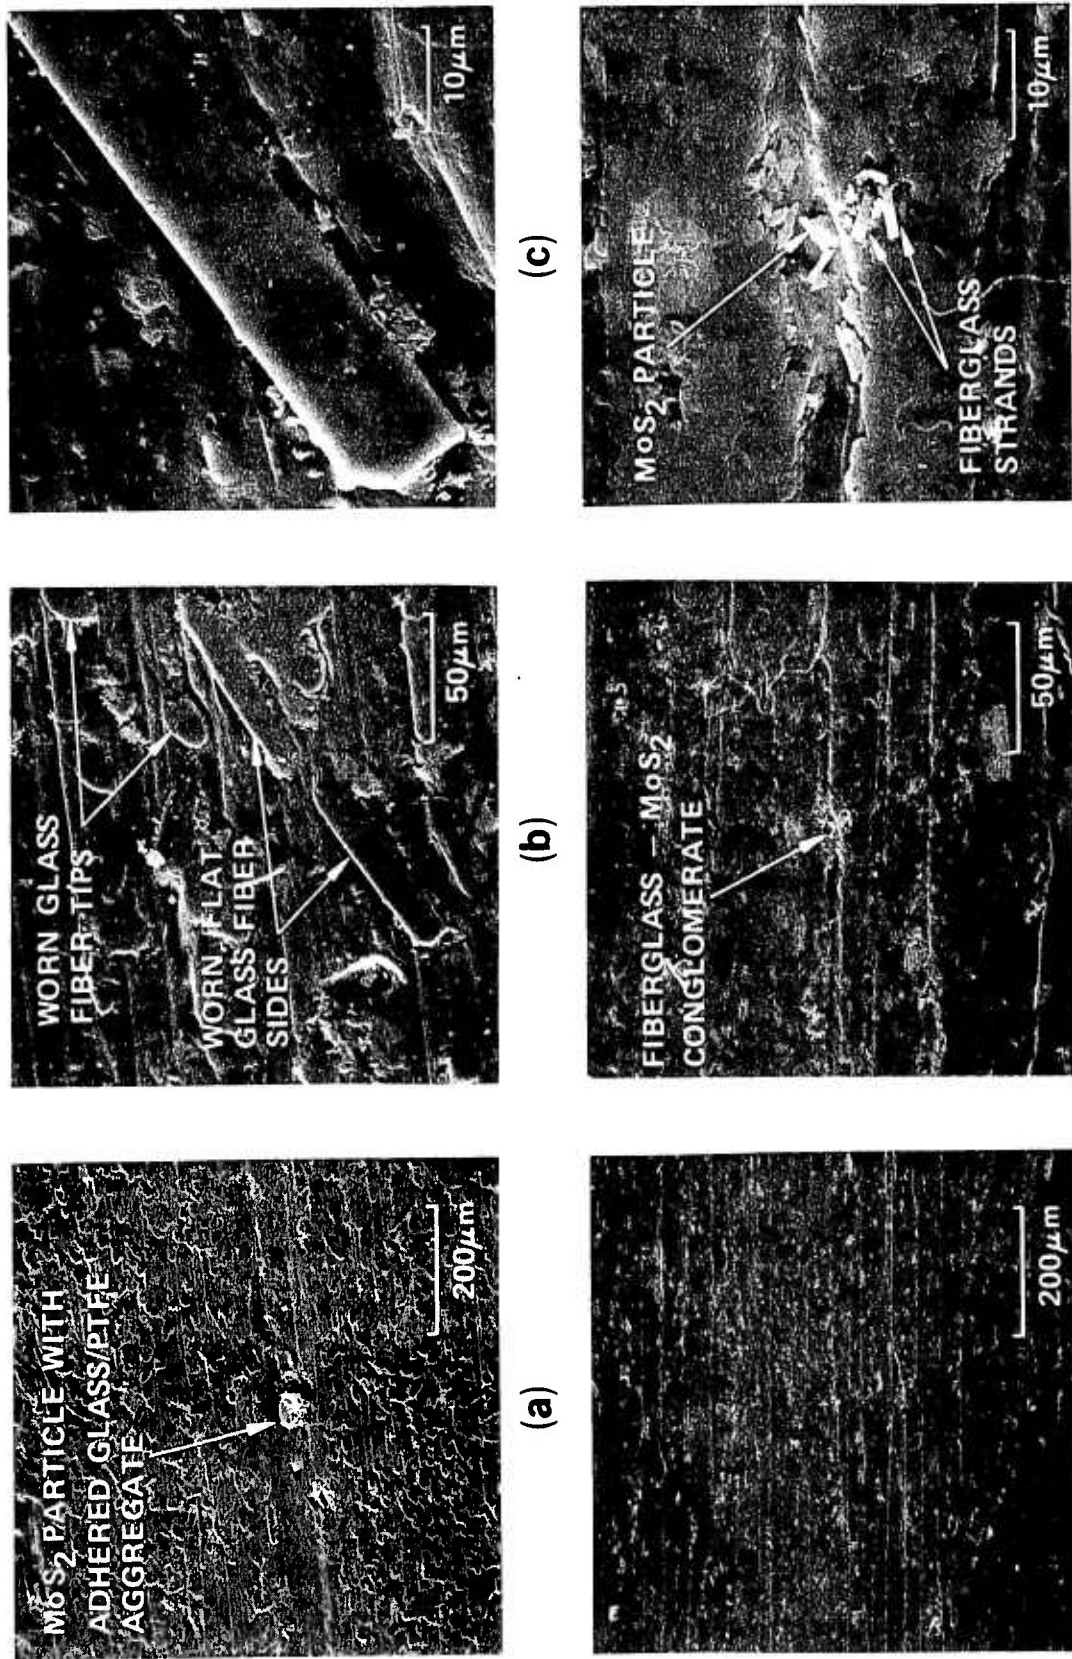 MoS2 PARTICLE WITH
ADHERED GLASS/PTFE
AGGREGATE
200µm
WORN GLASS
FIBER TIPS
WORN FLAT
GLASS FIBER
SIDES
50µm
10µm
(a)
(b)
(c)
200µm
FIBERGLASS – MoS2
CONGLOMERATE
50µm
MoS2 PARTICLE
FIBERGLASS
STRANDS
10µm